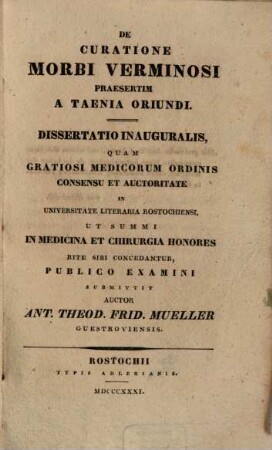 DE
CURATIONE
MORBI VERMINOSI
PRAESERTIM
A TAENIA ORIUNDI.
DISSERTATIO INAUGURALIS,
QUAM
GRATIOSI MEDICORUM ORDINIS
CONSENSU ET AUCTORITATE
IN
UNIVERSITATE LITERARIA ROSTOCHIENSI,
UT SUMMI
IN MEDICINA ET CHIRURGIA HONORES
RITE SIBI CONCEDANTUR,
PUBLICO EXAMINI
SUBMITTIT
AUCTOR
ANT. THEOD. FRID. MUELLER
GUESTROVIENSIS.
ROSTOCHII
TYPIS ADLERIANIS.
MDCCCXXXI.